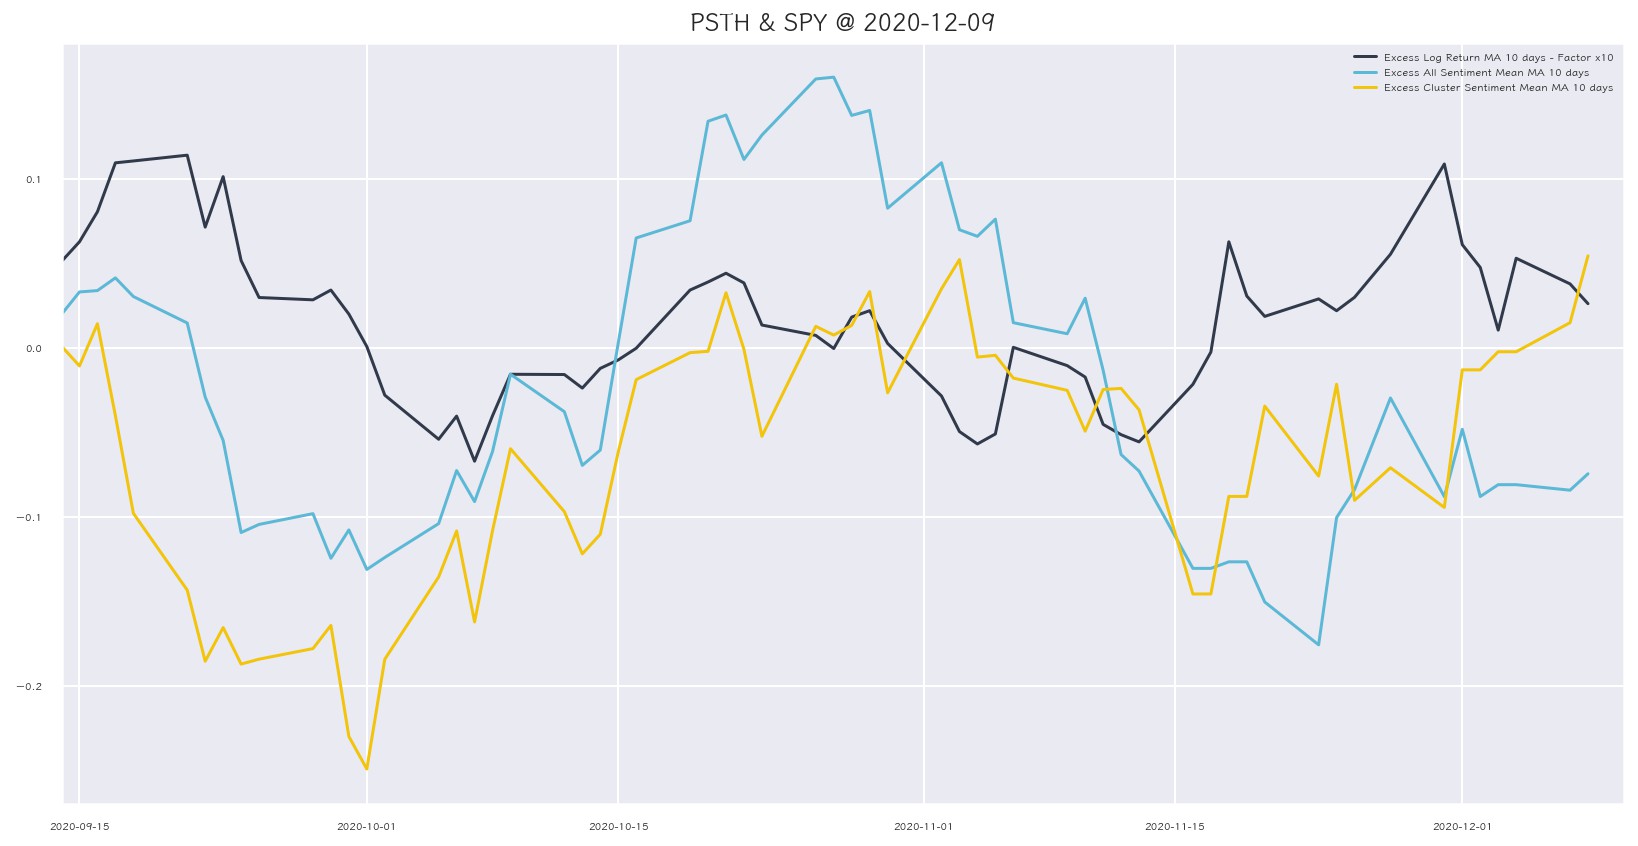 PSTH & SPY @ 2020-12-09
Excess Log Return MA 10 days - Factor x10
Excess All Sentiment Mean MA 10 days
Excess Cluster Sentiment Mean MA 10 days
0.1
0.0
−0.1
−0.2
2020-09-15 2020-10-01 2020-10-15 2020-11-01 2020-11-15 2020-12-01